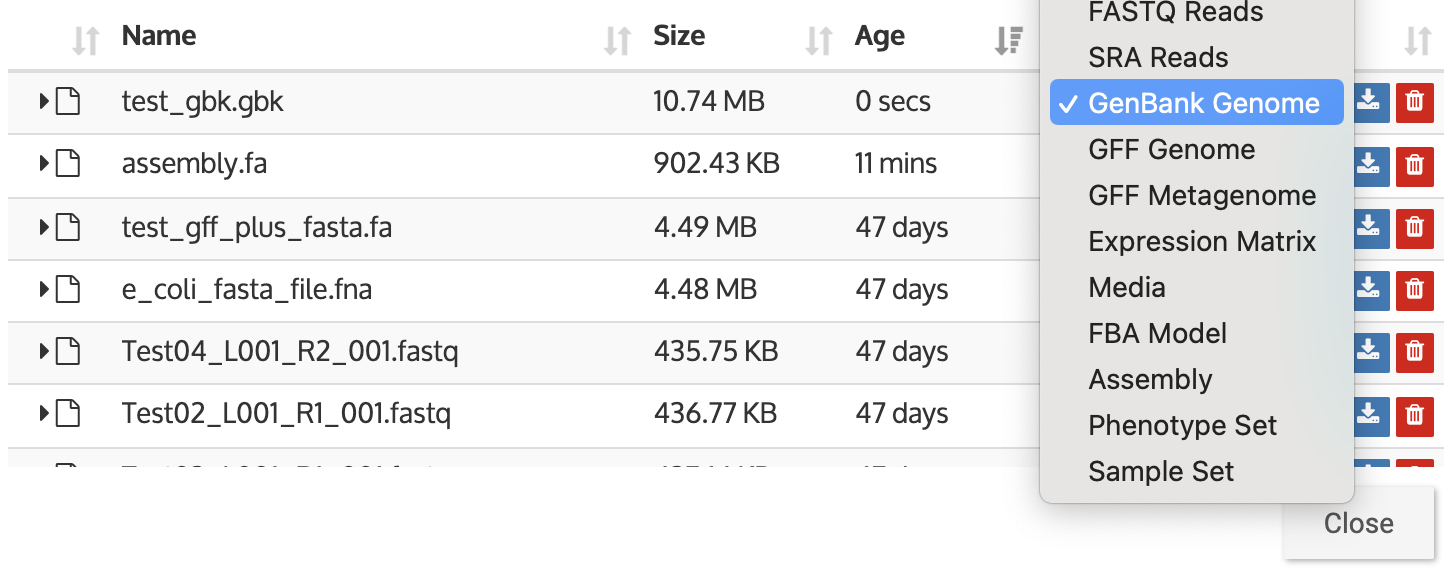 FASTQ Reads
Name Size Age
SRA Reads
test_gbk.gbk 10.74 MB 0 secs ✓ GenBank Genome
GFF Genome
assembly.fa 902.43 KB 11 mins
GFF Metagenome
test_gff_plus_fasta.fa 4.49 MB 47 days
Expression Matrix
e_coli_fasta_file.fna 4.48 MB 47 days Media
FBA Model
Test04_L001_R2_001.fastq 435.75 KB 47 days
Assembly
Test02_L001_R1_001.fastq 436.77 KB 47 days
Phenotype Set
Sample Set
Close